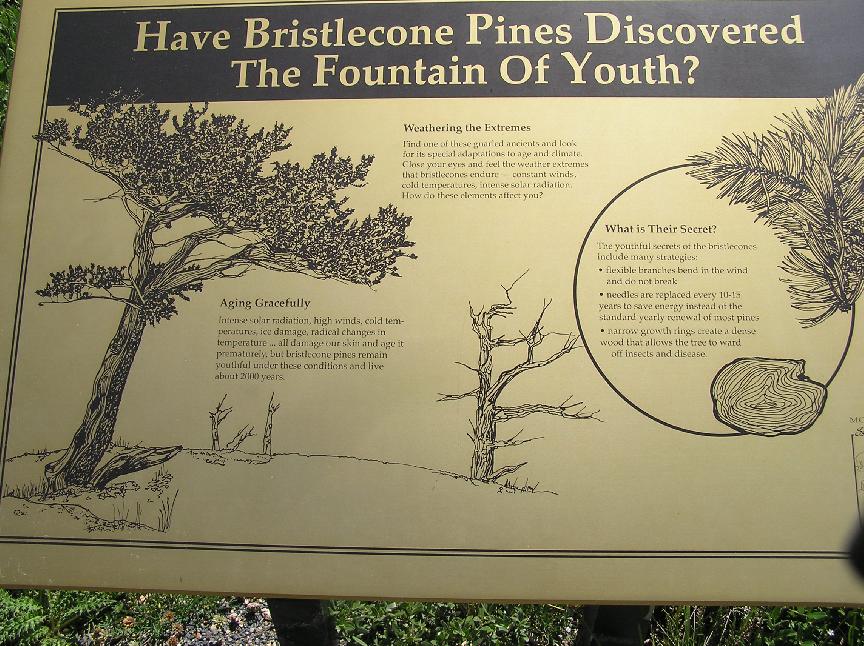 Have Bristlecone Pines Discovered
The Fountain Of Youth?
Weathering the Extremes
Find one of these gnarled ancients and look
for its special adaptations to age and climate.
Close your eyes and feel the weather extremes
that bristlecones endure — constant winds,
cold temperatures, intense solar radiation.
How do these elements affect you?
What is Their Secret?
The youthful secrets of the bristlecones
include many strategies:
• flexible branches bend in the wind
and do not break
• needles are replaced every 10-15
years to save energy instead of the
standard yearly renewal of most pines
• narrow growth rings create a dense
wood that allows the tree to ward
off insects and disease.
Aging Gracefully
Intense solar radiation, high winds, cold tem-
peratures, ice damage, radical changes in
temperature ... all damage our skin and age it
prematurely, but bristlecone pines remain
youthful under these conditions and live
about 2000 years.